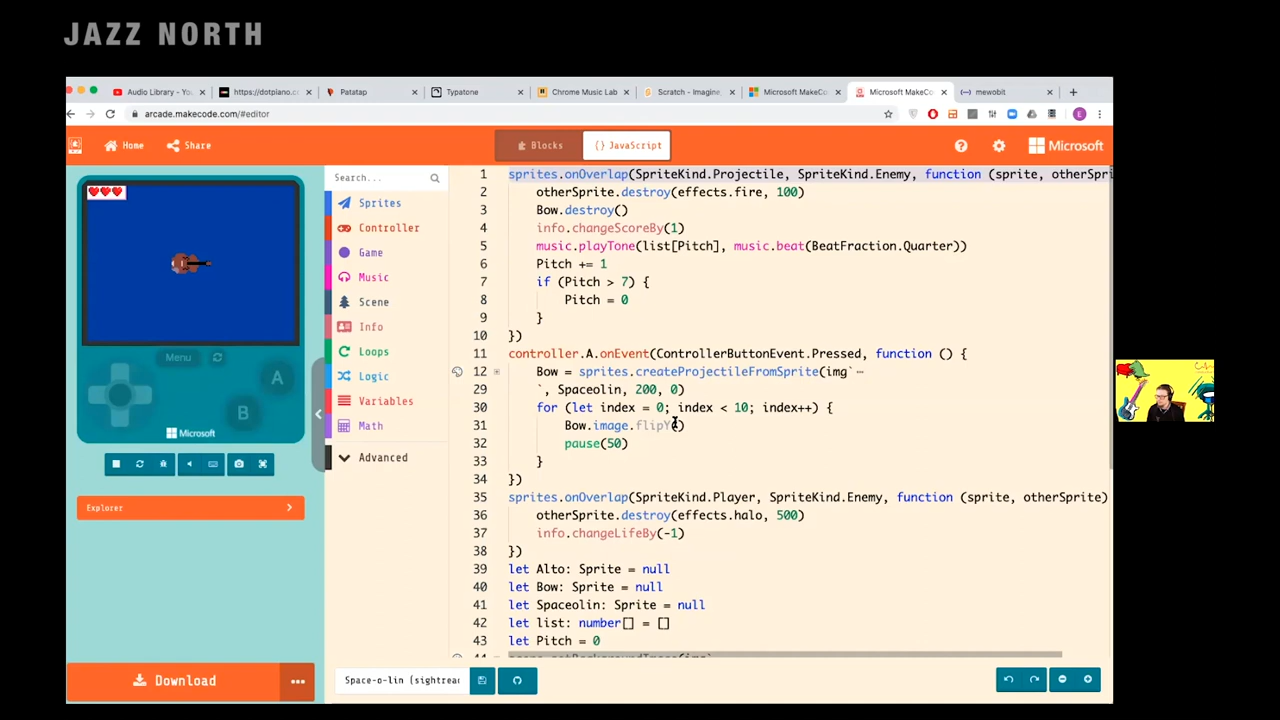 JAZZ NORTH
Audio Library - You
https://dotpiano.cr
Patatap
Typatone
Chrome Music Lab
Scratch - Imagine,
Microsoft MakeC
Microsoft MakeCo
mewobit
arcade.makecode.com/#editor
E
Home
Share
Blocks
{} JavaScript
Microsoft
Search...
Sprites
Controller
Game
Music
Scene
Info
Loops
Logic
Variables
Math
Advanced
Menu
A
B
Microsoft
Explorer
Download
1 sprites.onOverlap(SpriteKind.Projectile, SpriteKind.Enemy, function (sprite, otherSpri
2 otherSprite.destroy(effects.fire, 100)
3 Bow.destroy()
4 info.changeScoreBy(1)
5 music.playTone(list[Pitch], music.beat(BeatFraction.Quarter))
6 Pitch += 1
7 if (Pitch > 7) {
8 Pitch = 0
9 }
10 })
11 controller.A.onEvent(ControllerButtonEvent.Pressed, function () {
12 Bow = sprites.createProjectileFromSprite(img`
29 `, Spaceolin, 200, 0)
30 for (let index = 0; index < 10; index++) {
31 Bow.image.flipY()
32 pause(50)
33 }
34 })
35 sprites.onOverlap(SpriteKind.Player, SpriteKind.Enemy, function (sprite, otherSprite)
36 otherSprite.destroy(effects.halo, 500)
37 info.changeLifeBy(-1)
38 })
39 let Alto: Sprite = null
40 let Bow: Sprite = null
41 let Spaceolin: Sprite = null
42 let list: number[] = []
43 let Pitch = 0
44 scene.setBackgroundImage(img`
Space-o-lin (sightread